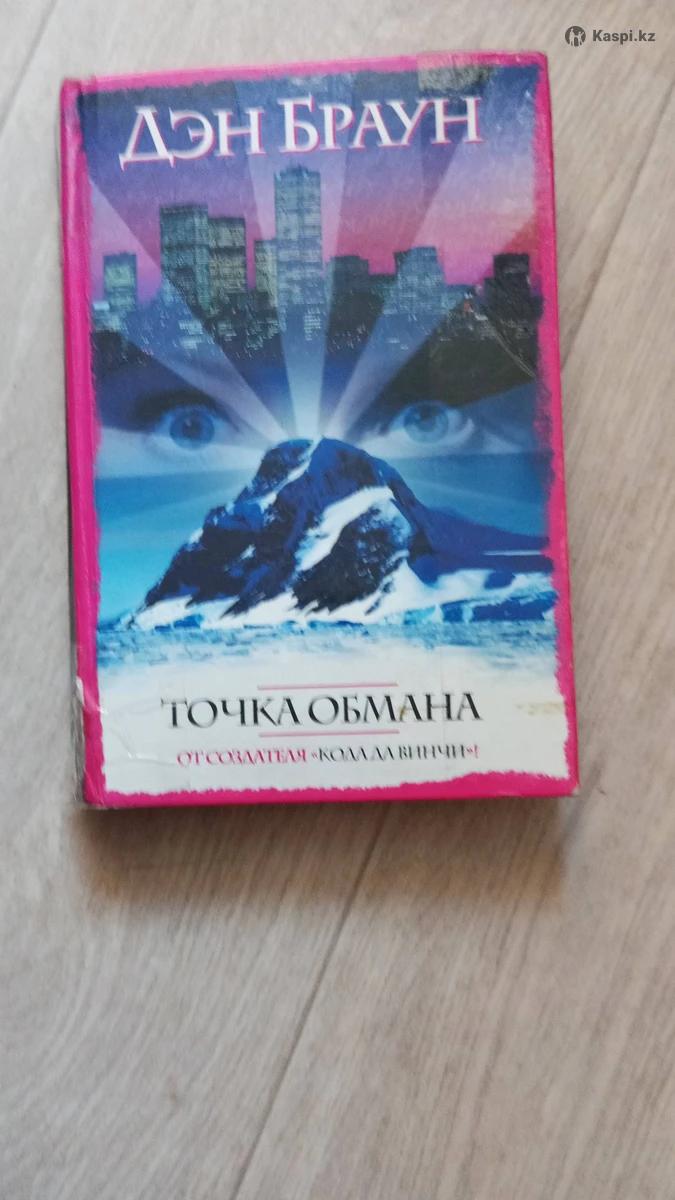 Kaspi.kz
Дэн Браун
ТОЧКА ОБМАНА
ОТ СОЗДАТЕЛЯ «КОДА ДА ВИНЧИ»!